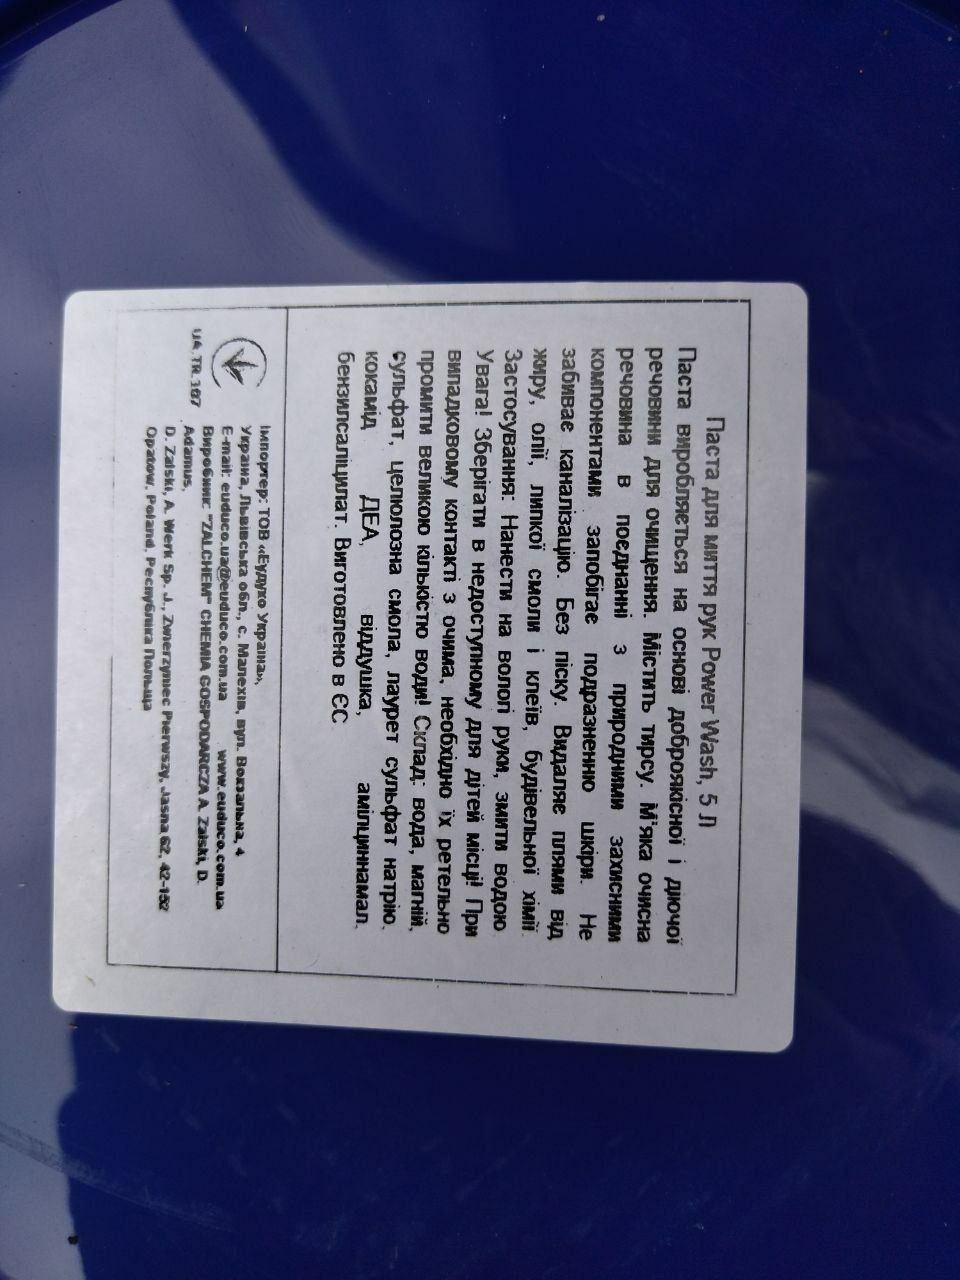 Паста для миття рук Power Wash, 5 Л
Паста виробляється на основі доброякісної і діючої
речовини для очищення. Містить тирсу. М'яка очисна
речовина в поєднанні з природними захисними
компонентами запобігає подразненню шкіри. Не
забиває каналізацію. Без піску. Видаляє плями від
жиру, олії, липкої смоли і клеїв, будівельної хімії.
Застосування: Нанести на вологі руки, змити водою.
Увага! Зберігати в недоступному для дітей місці! При
випадковому контакті з очима, необхідно їх ретельно
промити великою кількістю води! Склад: вода, магній,
сульфат, целюлозна смола, лаурет сульфат натрію,
кокамід ДЕА, віддушка, амілциннамал,
бензилсаліцилат. Виготовлено в ЄС.
Імпортер: ТОВ «Еудуко Україна»,
Україна, Львівська обл., с. Малехів, вул. Вокзальна, 4
E-mail: euduco.ua@euduco.com.ua www.euduco.com.ua
Виробник: "ZALCHEM" CHEMIA GOSPODARCZA A. Zalski, D.
Adamus,
D. Zalski, A. Werk Sp. J., Zwierzyniec Pierwszy, Jasna 62, 42-152
Opatow, Poland. Республіка Польща
UA. TR. 167